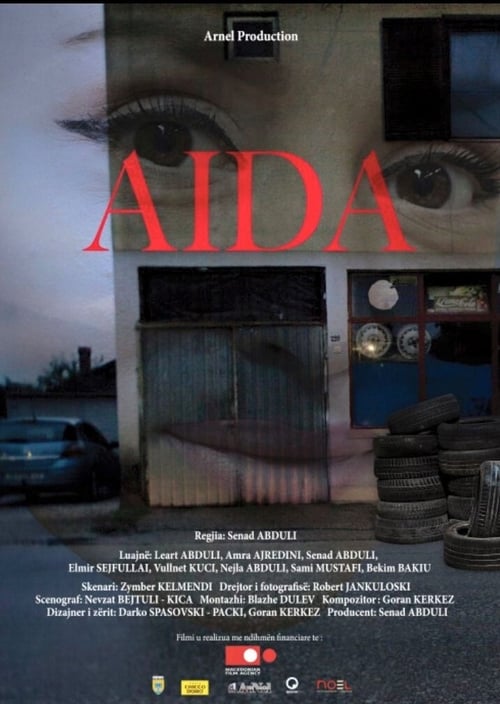 Arnel Production
AIDA
Regjia: Senad ABDULI
Luajnë: Leart ABDULI, Amra AJREDINI, Senad ABDULI,
Elmir SEJFULLAI, Vullnet KUCI, Nejla ABDULI, Sami MUSTAFI, Bekim BAKIU
Skenari: Zymber KELMENDI Drejtor i fotografisë: Robert JANKULOSKI
Scenograf: Nevzat BEJTULI - KICA Montazhi: Blazhe DULEV Kompozitor : Goran KERKEZ
Dizajner i zërit: Darko SPASOVSKI - PACKI, Goran KERKEZ Producent: Senad ABDULI
Filmi u realizua me ndihmën financiare te :
MACEDONIAN
FILM AGENCY
NOEL